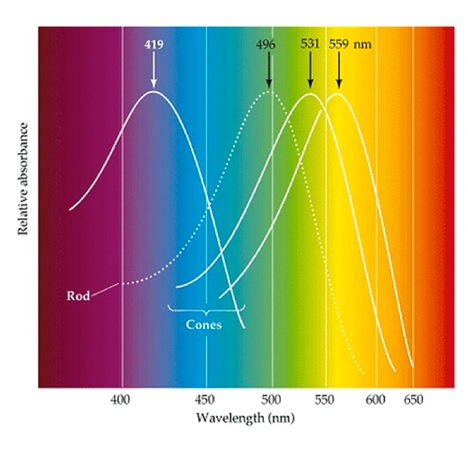 419 496 531 559 nm
Relative absorbance
Rod
Cones
400 450 500 550 600 650
Wavelength (nm)